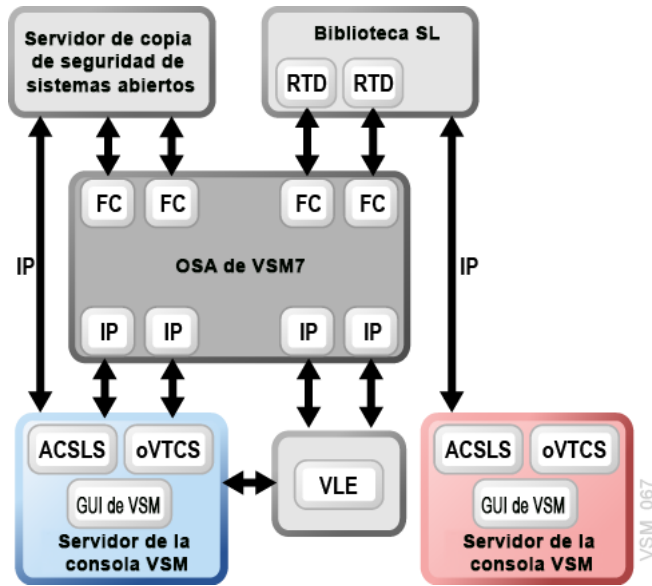 Servidor de copia
de seguridad de
sistemas abiertos
Biblioteca SL
RTD RTD
FC FC FC FC
OSA de VSM7
IP IP
IP IP IP IP
ACSLS oVTCS
GUI de VSM
Servidor de la
consola VSM
VLE
ACSLS oVTCS
GUI de VSM
Servidor de la
consola VSM
VSM_067